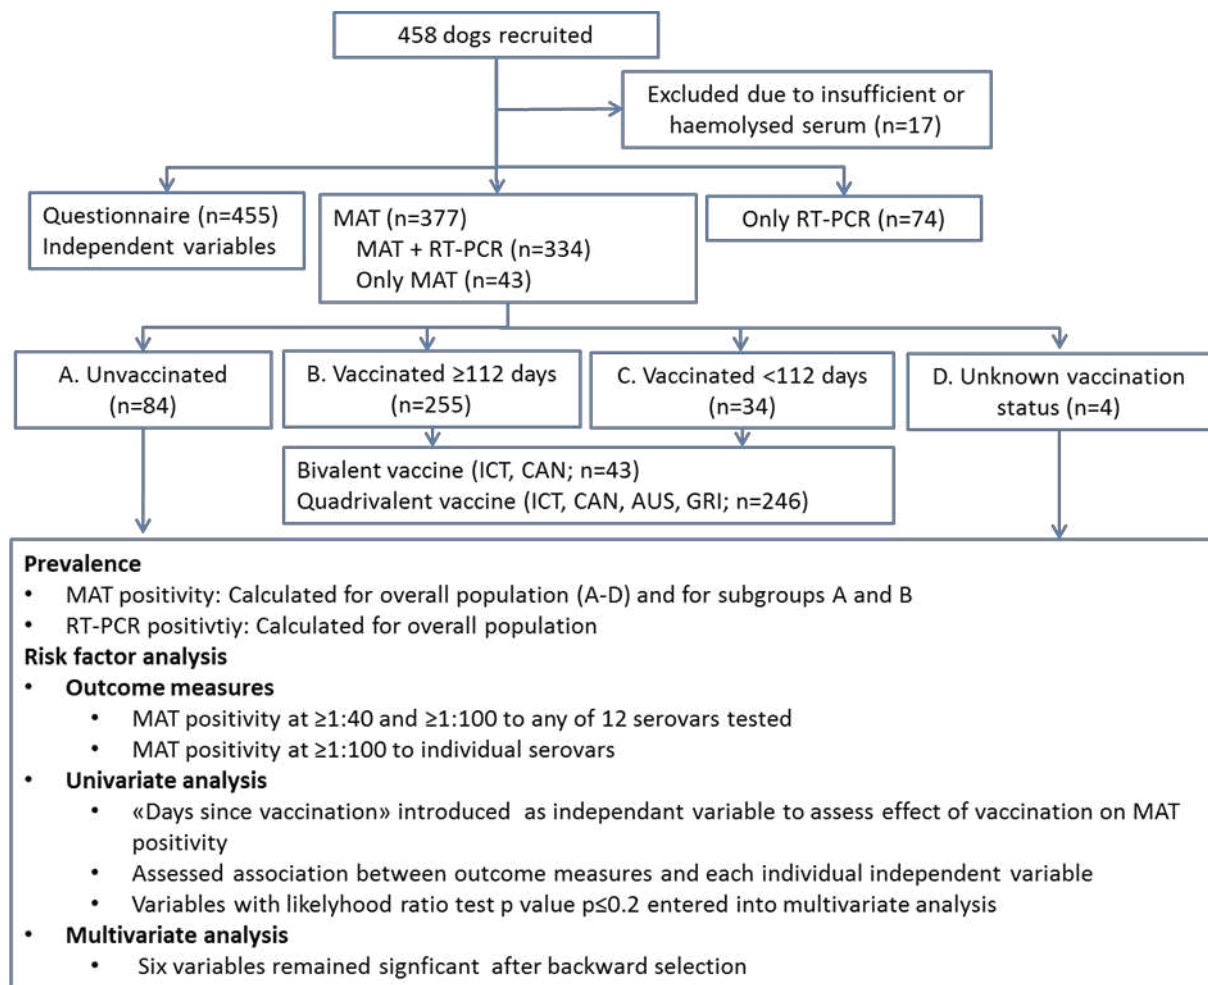 458 dogs recruited
Excluded due to insufficient or
haemolysed serum (n=17)
Questionnaire (n=455)
Independent variables
MAT (n=377)
MAT + RT-PCR (n=334)
Only MAT (n=43)
Only RT-PCR (n=74)
A. Unvaccinated
(n=84)
B. Vaccinated ≥112 days
(n=255)
C. Vaccinated <112 days
(n=34)
D. Unknown vaccination
status (n=4)
Bivalent vaccine (ICT, CAN; n=43)
Quadrivalent vaccine (ICT, CAN, AUS, GRI; n=246)
Prevalence
• MAT positivity: Calculated for overall population (A-D) and for subgroups A and B
• RT-PCR positivtiy: Calculated for overall population
Risk factor analysis
• Outcome measures
• MAT positivity at ≥1:40 and ≥1:100 to any of 12 serovars tested
• MAT positivity at ≥1:100 to individual serovars
• Univariate analysis
• «Days since vaccination» introduced as independant variable to assess effect of vaccination on MAT
positivity
• Assessed association between outcome measures and each individual independent variable
• Variables with likelyhood ratio test p value p≤0.2 entered into multivariate analysis
• Multivariate analysis
• Six variables remained signficant after backward selection